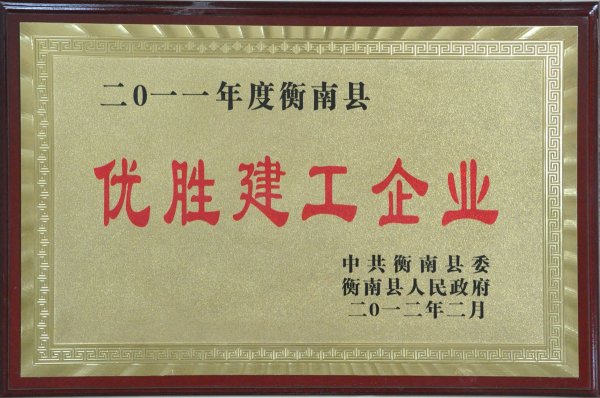 二0一一年度衡南县
优胜建工企业
中共衡南县委
衡南县人民政府
二0一二年二月